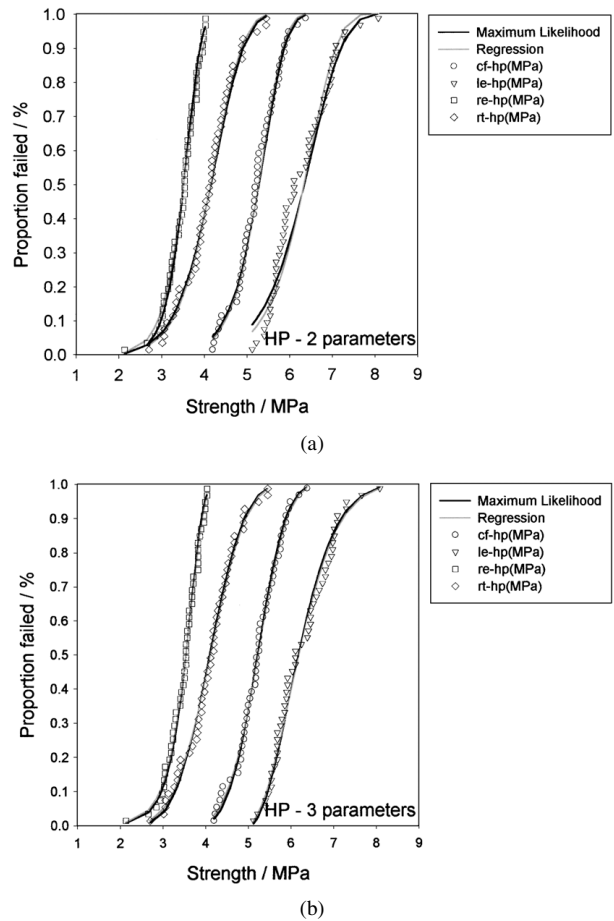 1.0
0.9
0.8
0.7
0.6
0.5
0.4
0.3
0.2
0.1
0.0
Proportion failed / %
1 2 3 4 5 6 7 8 9
Strength / MPa
HP - 2 parameters
Maximum Likelihood
Regression
cf-hp(MPa)
le-hp(MPa)
re-hp(MPa)
rt-hp(MPa)
(a)
1.0
0.9
0.8
0.7
0.6
0.5
0.4
0.3
0.2
0.1
0.0
Proportion failed / %
1 2 3 4 5 6 7 8 9
Strength / MPa
HP - 3 parameters
Maximum Likelihood
Regression
cf-hp(MPa)
le-hp(MPa)
re-hp(MPa)
rt-hp(MPa)
(b)